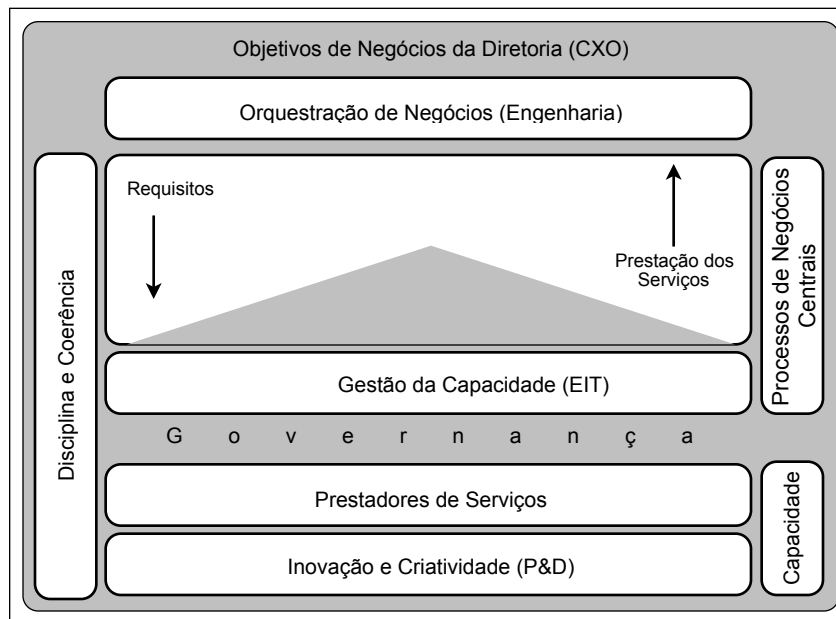 Objetivos de Negócios da Diretoria (CXO)
Orquestração de Negócios (Engenharia)
Disciplina e Coerência
Requisitos
Prestação dos
Serviços
Processos de Negócios
Centrais
Gestão da Capacidade (EIT)
G o v e r n a n ç a
Prestadores de Serviços
Inovação e Criatividade (P&D)
Capacidade